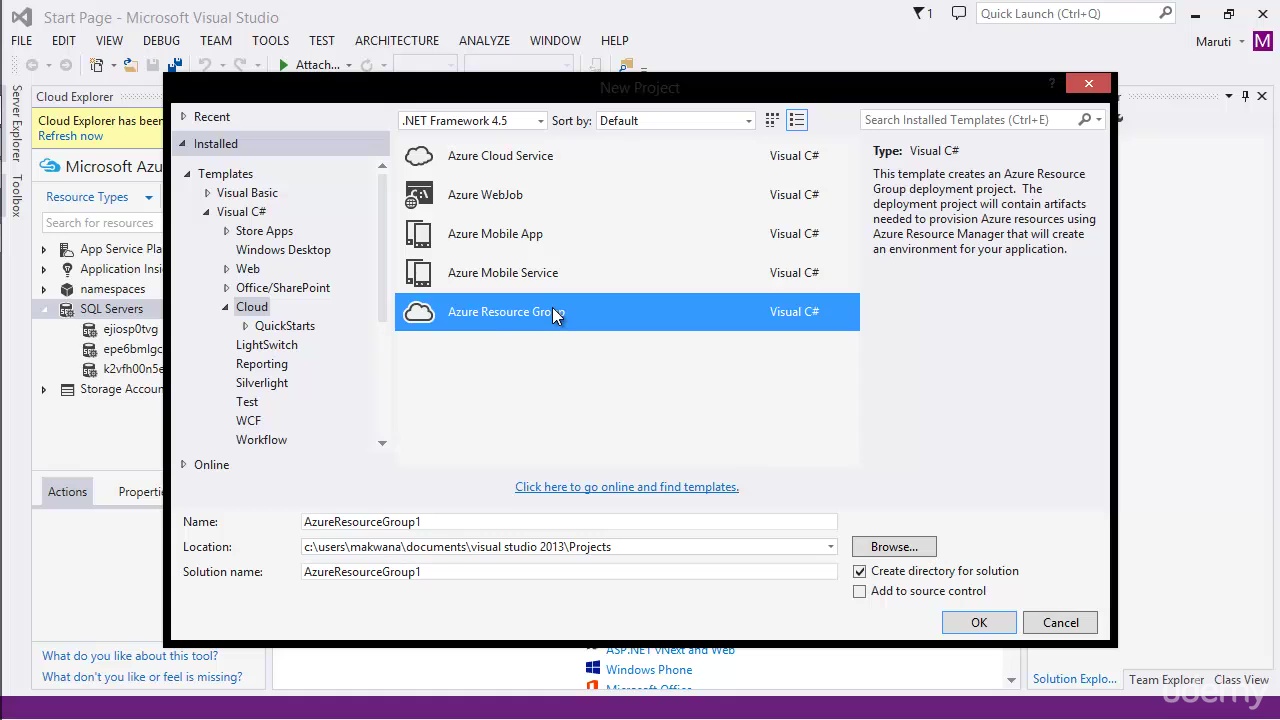 Start Page - Microsoft Visual Studio
1
Quick Launch (Ctrl+Q)
FILE EDIT VIEW DEBUG TEAM TOOLS TEST ARCHITECTURE ANALYZE WINDOW HELP
Maruti M
Attach...
Server Explorer
Toolbox
Cloud Explorer
Cloud Explorer has been
Refresh now
Microsoft Azu
Resource Types
Search for resources
App Service Pla
Application Insi
namespaces
SQL Servers
ejiosp0tvg
epe6bmlgc
k2vfh00n5e
Storage Accoun
Actions Properti
What do you like about this tool?
What don't you like or feel is missing?
New Project
?
Recent
Installed
Templates
Visual Basic
Visual C#
Store Apps
Windows Desktop
Web
Office/SharePoint
Cloud
QuickStarts
LightSwitch
Reporting
Silverlight
Test
WCF
Workflow
Online
.NET Framework 4.5 Sort by: Default
Search Installed Templates (Ctrl+E)
Azure Cloud Service Visual C#
Azure WebJob Visual C#
Azure Mobile App Visual C#
Azure Mobile Service Visual C#
Azure Resource Group Visual C#
Type: Visual C#
This template creates an Azure Resource
Group deployment project. The
deployment project will contain artifacts
needed to provision Azure resources using
Azure Resource Manager that will create
an environment for your application.
Click here to go online and find templates.
Name: AzureResourceGroup1
Location: c:\users\makwana\documents\visual studio 2013\Projects Browse...
Solution name: AzureResourceGroup1
Create directory for solution
Add to source control
OK Cancel
ASP.NET vNext and Web
Windows Phone
Microsoft Office
Solution Explo... Team Explorer Class View
udemy